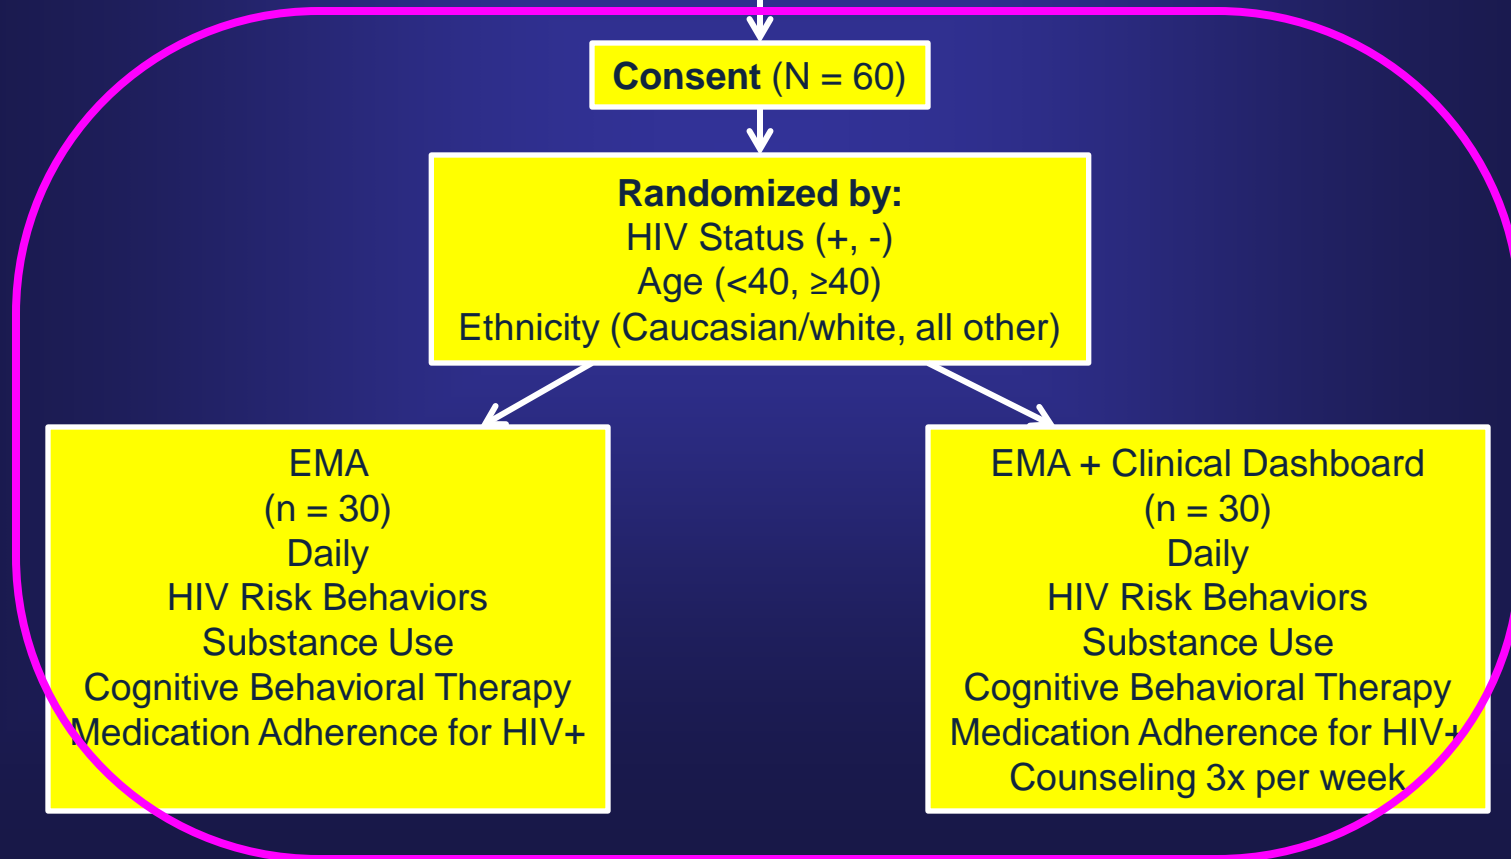 Consent (N = 60)
Randomized by:
HIV Status (+, -)
Age (<40, ≥40)
Ethnicity (Caucasian/white, all other)
EMA
(n = 30)
Daily
HIV Risk Behaviors
Substance Use
Cognitive Behavioral Therapy
Medication Adherence for HIV+
EMA + Clinical Dashboard
(n = 30)
Daily
HIV Risk Behaviors
Substance Use
Cognitive Behavioral Therapy
Medication Adherence for HIV+
Counseling 3x per week